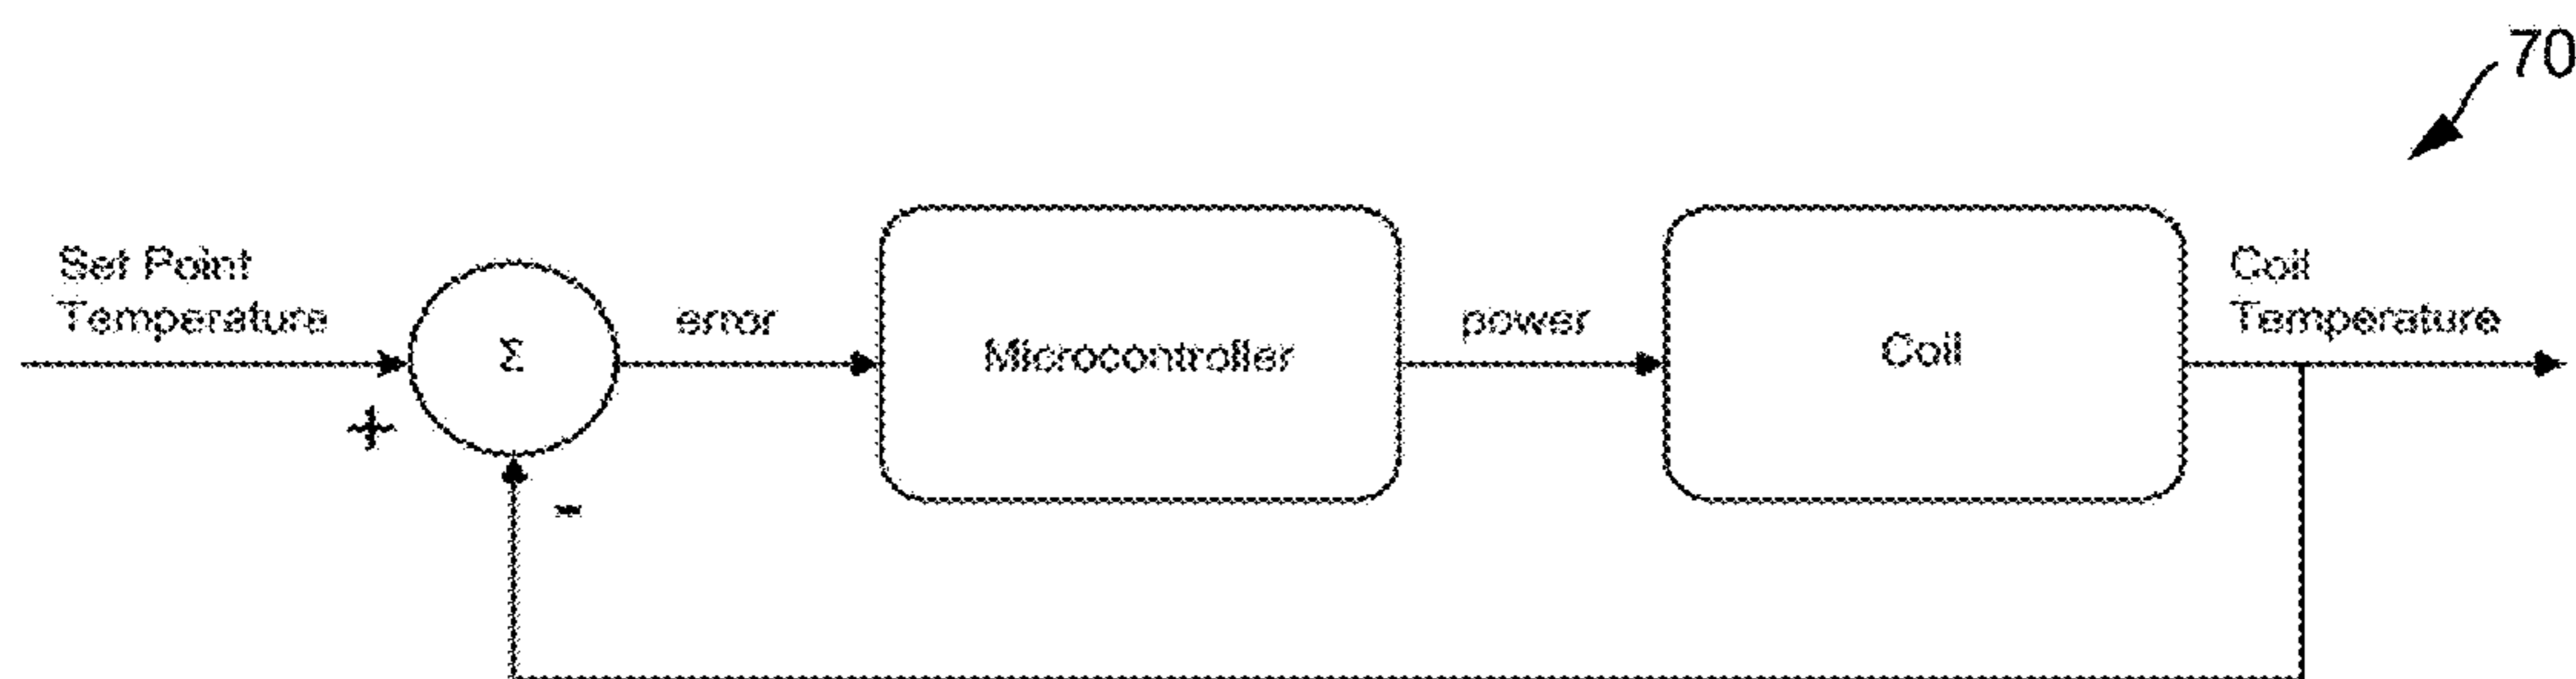 70
Set Point
Temperature
+
Σ
-
error
Microcontroller
power
Coil
Coil
Temperature